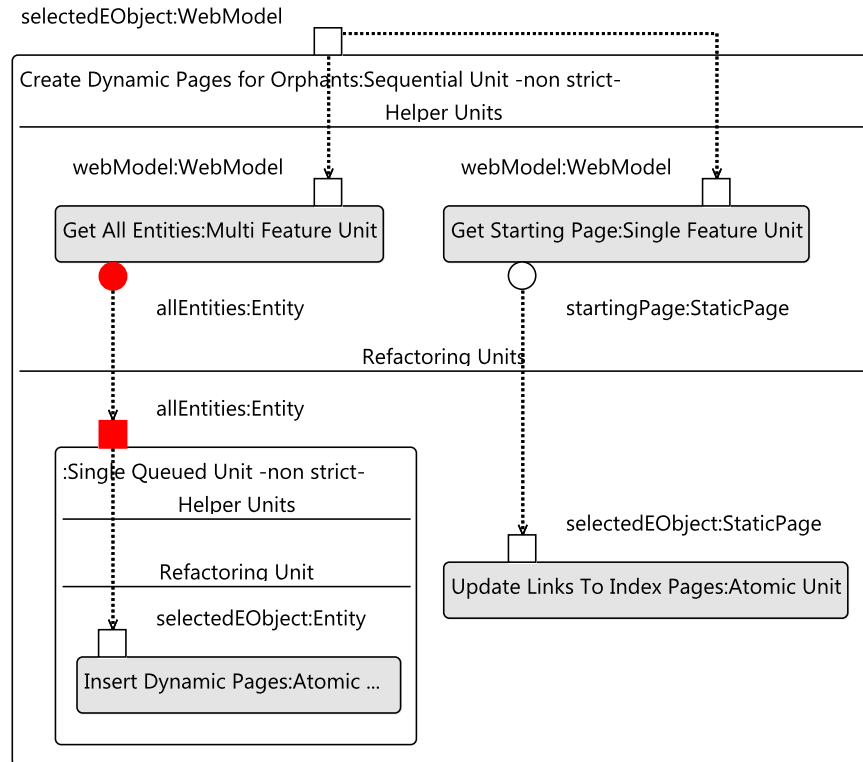 selectedEObject:WebModel
Create Dynamic Pages for Orphants:Sequential Unit -non strict-
Helper Units
webModel:WebModel
webModel:WebModel
Get All Entities:Multi Feature Unit
Get Starting Page:Single Feature Unit
allEntities:Entity
startingPage:StaticPage
Refactoring Units
allEntities:Entity
:Single Queued Unit -non strict-
Helper Units
selectedEObject:StaticPage
Refactoring Unit
Update Links To Index Pages:Atomic Unit
selectedEObject:Entity
Insert Dynamic Pages:Atomic ...